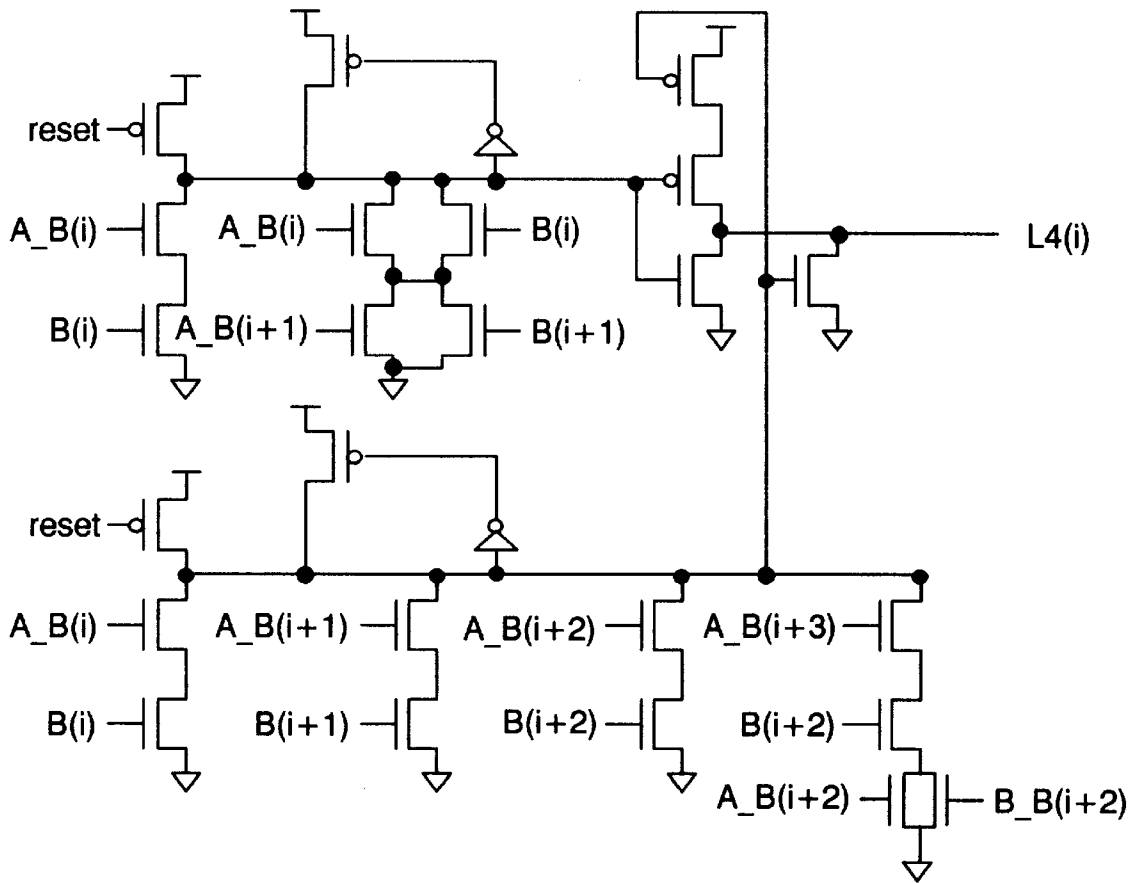 reset
A_B(i)
A_B(i)
B(i)
L4(i)
B(i)
A_B(i+1)
B(i+1)
reset
A_B(i)
A_B(i+1)
A_B(i+2)
A_B(i+3)
B(i)
B(i+1)
B(i+2)
B(i+2)
A_B(i+2)
B_B(i+2)